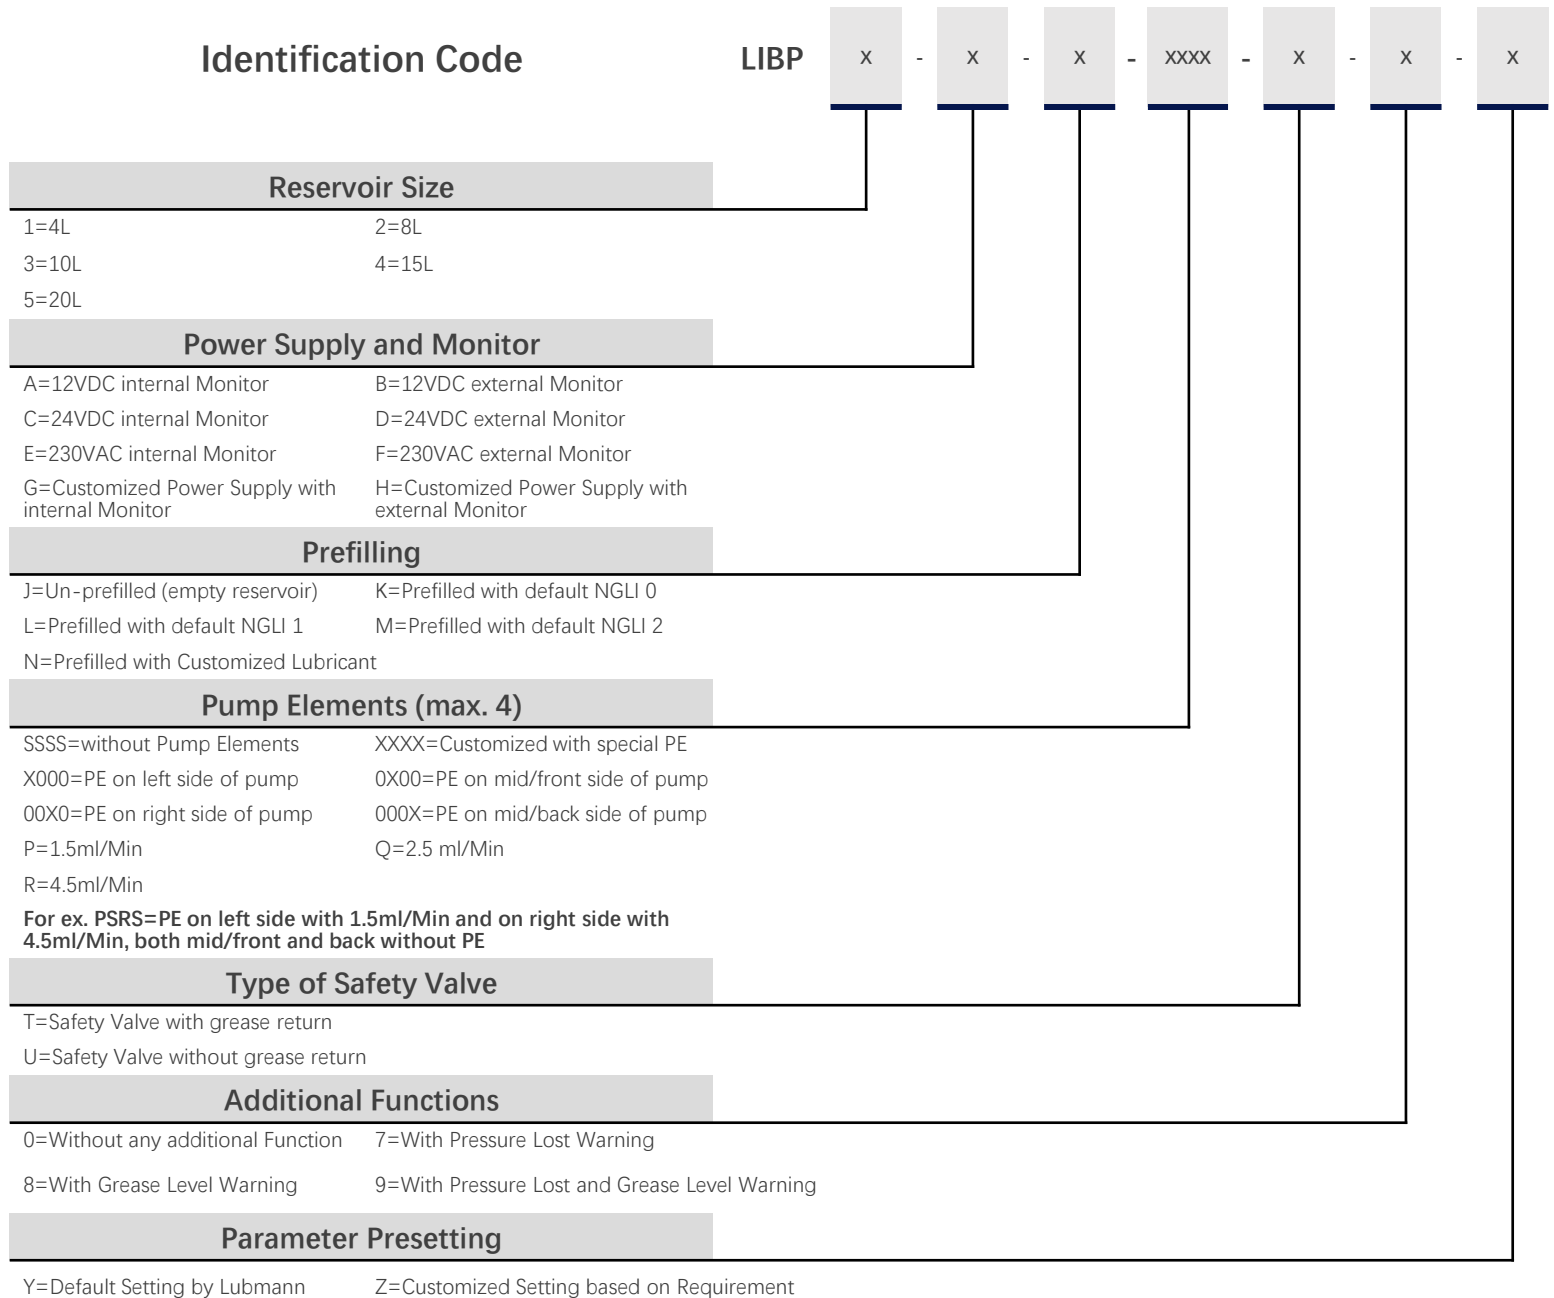 Identification Code LIBP x - x - x - xxxx - x - x - x
Reservoir Size
1=4L 2=8L
3=10L 4=15L
5=20L
Power Supply and Monitor
A=12VDC internal Monitor B=12VDC external Monitor
C=24VDC internal Monitor D=24VDC external Monitor
E=230VAC internal Monitor F=230VAC external Monitor
G=Customized Power Supply with H=Customized Power Supply with
internal Monitor external Monitor
Prefilling
J=Un-prefilled (empty reservoir) K=Prefilled with default NGLI 0
L=Prefilled with default NGLI 1 M=Prefilled with default NGLI 2
N=Prefilled with Customized Lubricant
Pump Elements (max. 4)
SSSS=without Pump Elements XXXX=Customized with special PE
X000=PE on left side of pump 0X00=PE on mid/front side of pump
00X0=PE on right side of pump 000X=PE on mid/back side of pump
P=1.5ml/Min Q=2.5 ml/Min
R=4.5ml/Min
For ex. PSRS=PE on left side with 1.5ml/Min and on right side with
4.5ml/Min, both mid/front and back without PE
Type of Safety Valve
T=Safety Valve with grease return
U=Safety Valve without grease return
Additional Functions
0=Without any additional Function 7=With Pressure Lost Warning
8=With Grease Level Warning 9=With Pressure Lost and Grease Level Warning
Parameter Presetting
Y=Default Setting by Lubmann Z=Customized Setting based on Requirement